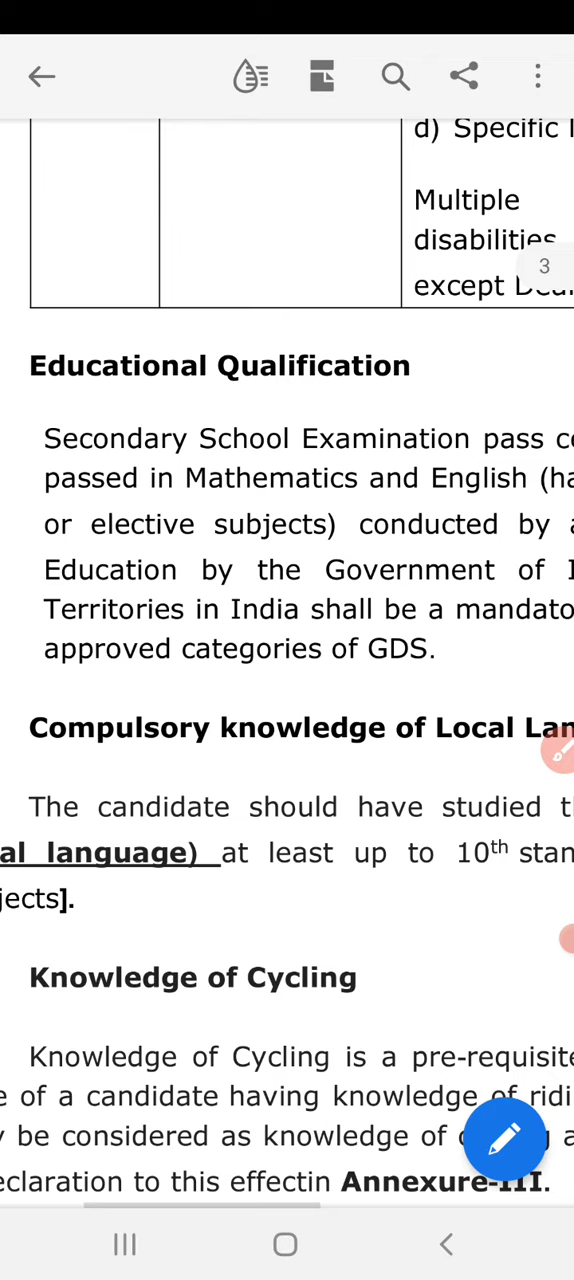 d) Specific
Multiple
disabilities
3
except
Educational Qualification
Secondary School Examination pass
passed in Mathematics and English
or elective subjects) conducted by
Education by the Government of
Territories in India shall be a
approved categories of GDS.
Compulsory knowledge of Local
The candidate should have studied
al language) at least up to 10th
jects].
Knowledge of Cycling
Knowledge of Cycling is a pre-requisite
e of a candidate having knowledge of
y be considered as knowledge of
eclaration to this effectin Annexure-III.